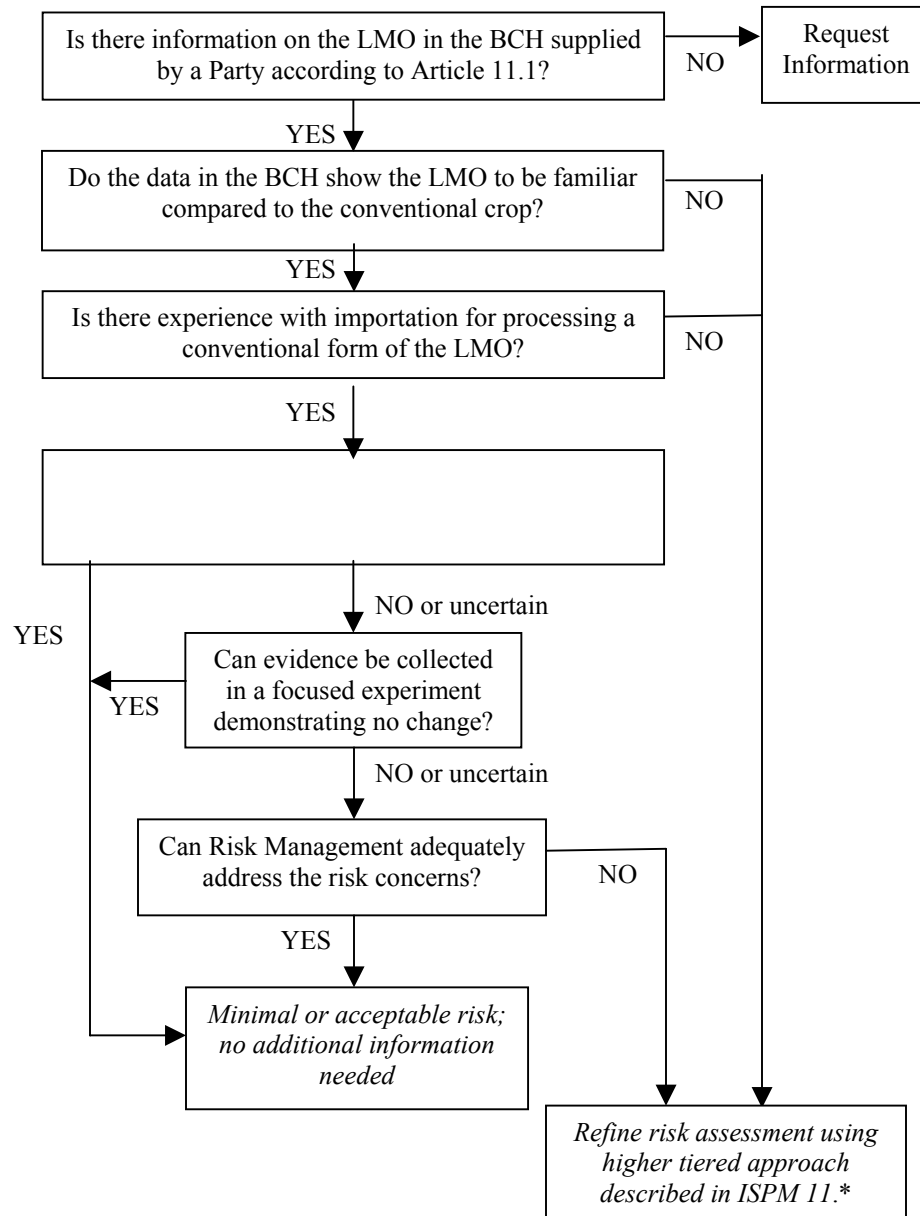 Is there information on the LMO in the BCH supplied
by a Party according to Article 11.1?
NO
Request
Information
YES
Do the data in the BCH show the LMO to be familiar
compared to the conventional crop?
NO
YES
Is there experience with importation for processing a
conventional form of the LMO?
NO
YES
NO or uncertain
YES
Can evidence be collected
in a focused experiment
demonstrating no change?
YES
NO or uncertain
Can Risk Management adequately
address the risk concerns?
NO
YES
Minimal or acceptable risk;
no additional information
needed
Refine risk assessment using
higher tiered approach
described in ISPM 11.*